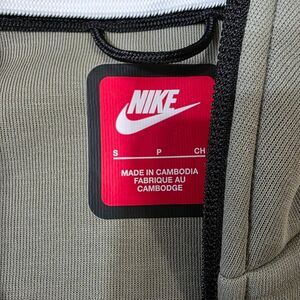 NIKE
S P CH
MADE IN CAMBODIA
FABRIQUE AU
CAMBODGE